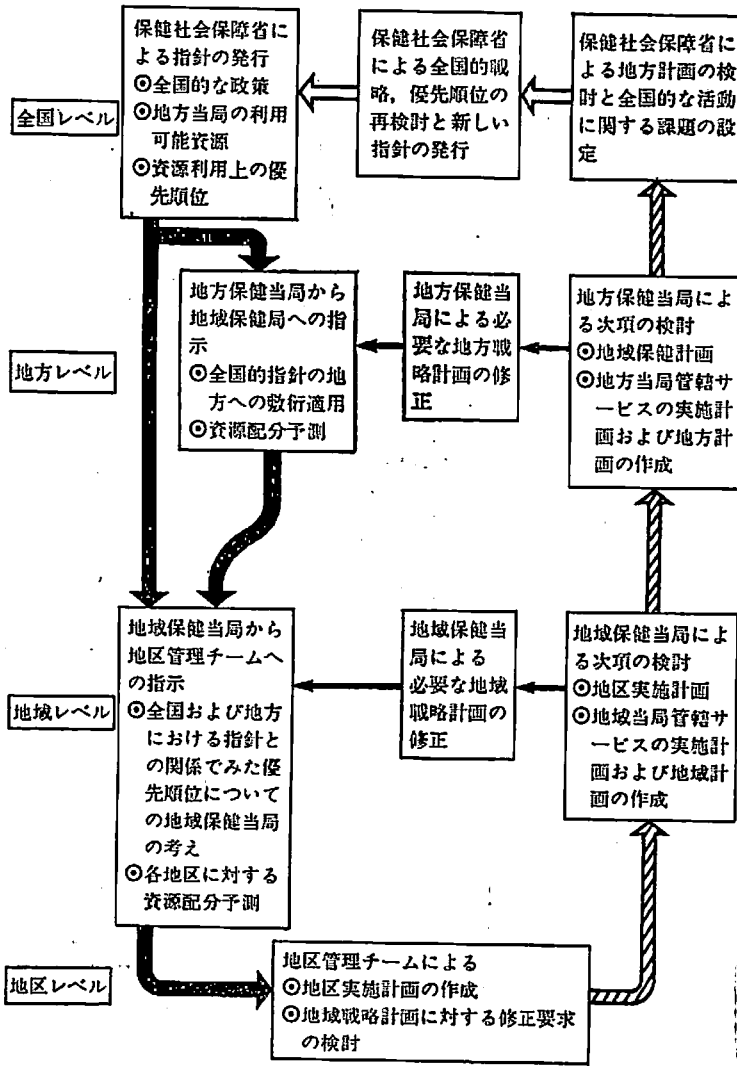 全国レベル
保健社会保障省に
よる指針の発行
⦿全国的な政策
⦿地方当局の利用
可能資源
⦿資源利用上の優
先順位
保健社会保障省
による全国的戦
略，優先順位の
再検討と新しい
指針の発行
保健社会保障省に
よる地方計画の検
討と全国的な活動
に関する課題の設
定
地方レベル
地方保健当局から
地域保健局への指
示
⦿全国的指針の地
方への敷衍適用
⦿資源配分予測
地方保健当
局による必
要な地方戦
略計画の修
正
地方保健当局によ
る次項の検討
⦿地域保健計画
⦿地方当局管轄サ
ービスの実施計
画および地方計
画の作成
地域レベル
地域保健当局から
地区管理チームへ
の指示
⦿全国および地方
における指針と
の関係でみた優
先順位について
の地域保健当局
の考え
⦿各地区に対する
資源配分予測
地域保健当
局による
必要な地域
戦略計画の
修正
地域保健当局によ
る次項の検討
⦿地区実施計画
⦿地域当局管轄サ
ービスの実施計
画および地域計
画の作成
地区レベル
地区管理チームによる
⦿地区実施計画の作成
⦿地域戦略計画に対する修正要求
の検討